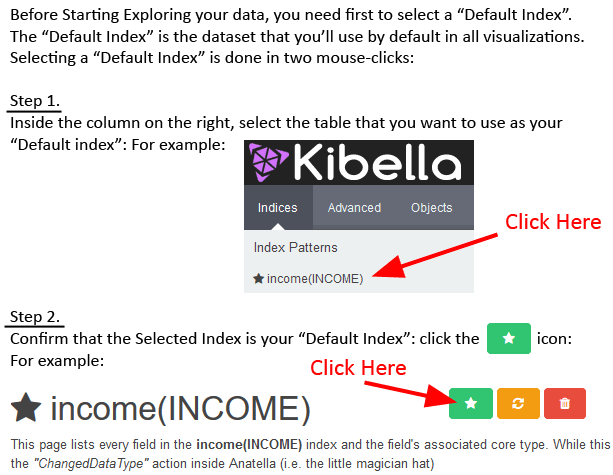 Before Starting Exploring your data, you need first to select a “Default Index”.
The “Default Index” is the dataset that you’ll use by default in all visualizations.
Selecting a “Default Index” is done in two mouse-clicks:
Step 1.
Inside the column on the right, select the table that you want to use as your
“Default index”: For example:
Kibella
Indices Advanced Objects
Click Here
Index Patterns
income(INCOME)
Step 2.
Confirm that the Selected Index is your “Default Index”: click the icon:
For example:
Click Here
income(INCOME)
This page lists every field in the income(INCOME) index and the field's associated core type. While this
the "ChangedDataType" action inside Anatella (i.e. the little magician hat)